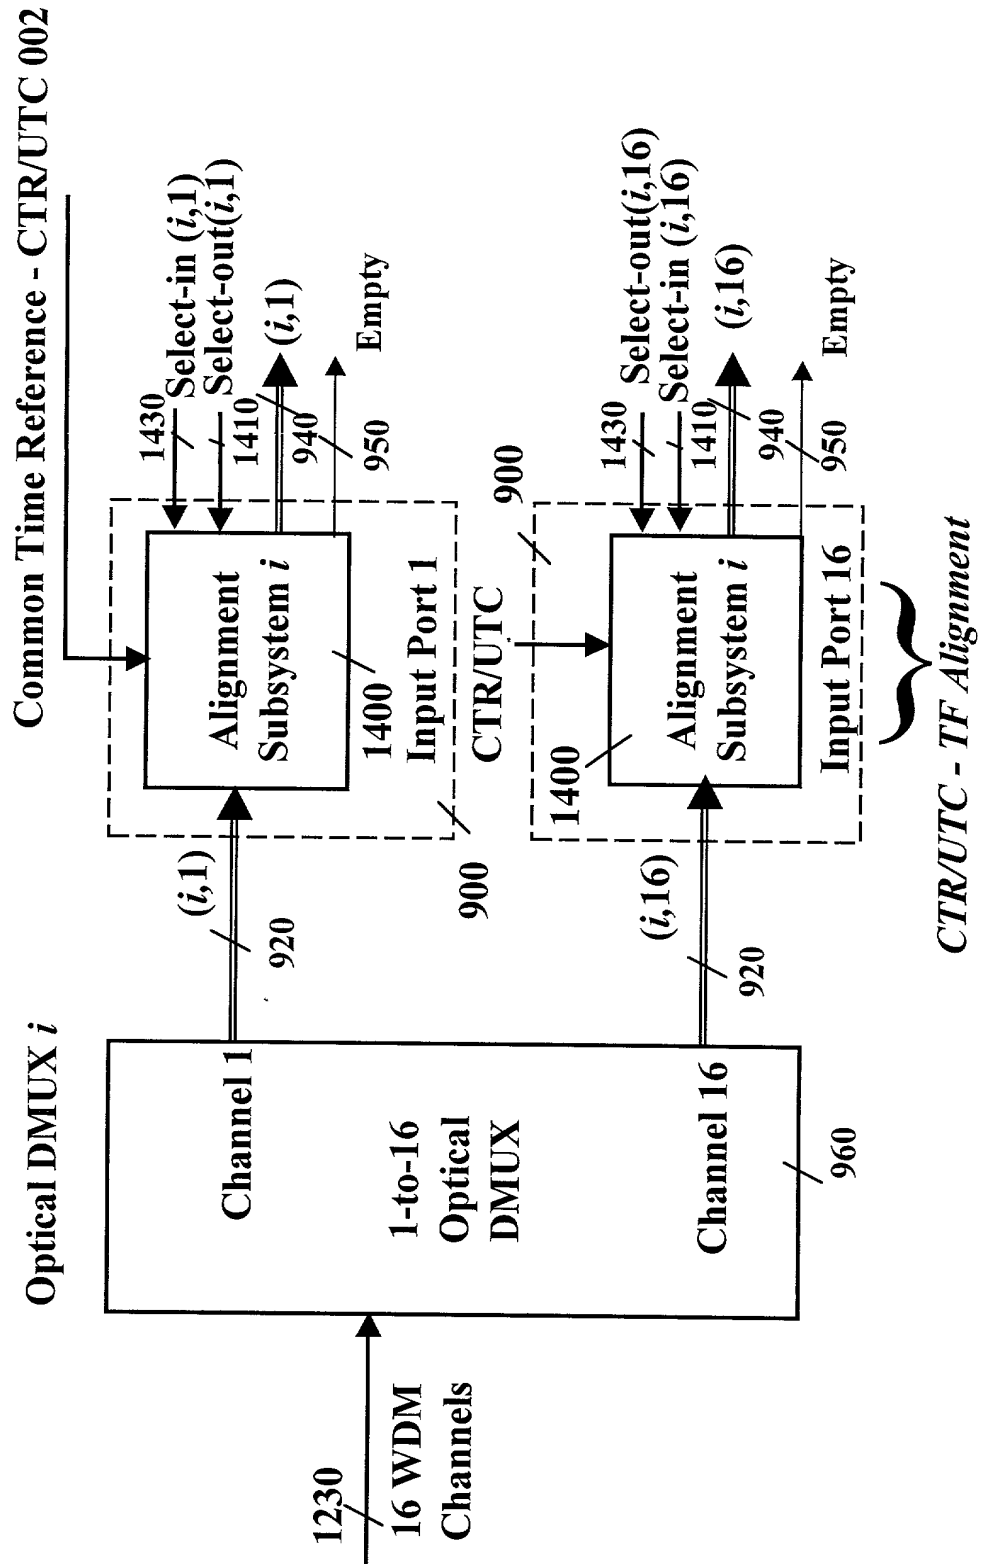 Common Time Reference - CTR/UTC 002
Optical DMUX i
1230
16 WDM
Channels
Channel 1
1-to-16
Optical
DMUX
Channel 16
960
(i,1)
920
(i,16)
920
Alignment
Subsystem i
1400
Input Port 1
900
1430
Select-in (i,1)
Select-out(i,1)
1410
(i,1)
940
Empty
950
CTR/UTC
900
Alignment
Subsystem i
1400
Input Port 16
1430
Select-out(i,16)
Select-in (i,16)
1410
(i,16)
940
Empty
950
CTR/UTC - TF Alignment